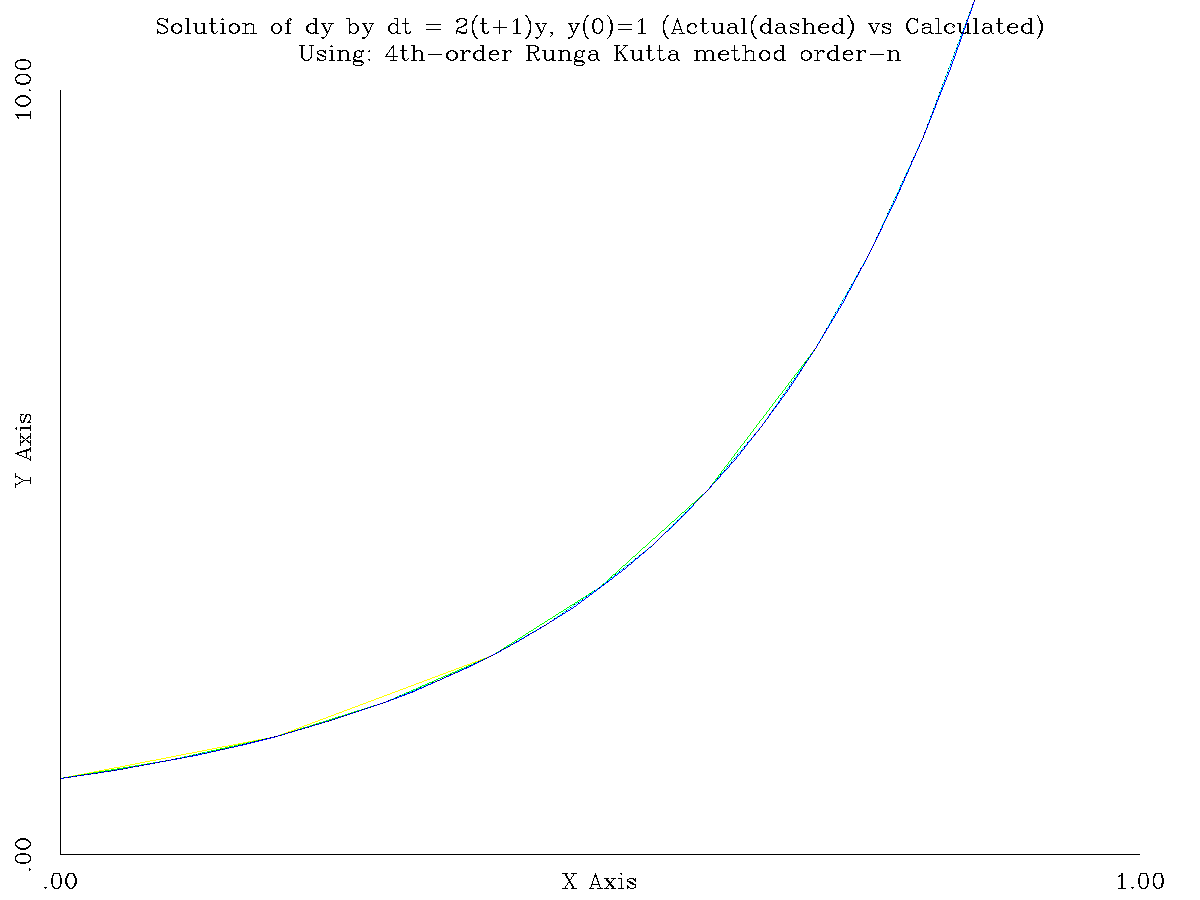 Solution of dy by dt = 2(t+1)y, y(0)=1 (Actual(dashed) vs Calculated)
Using: 4th-order Runga Kutta method order-n
10.00
Y Axis
.00
.00
X Axis
1.00